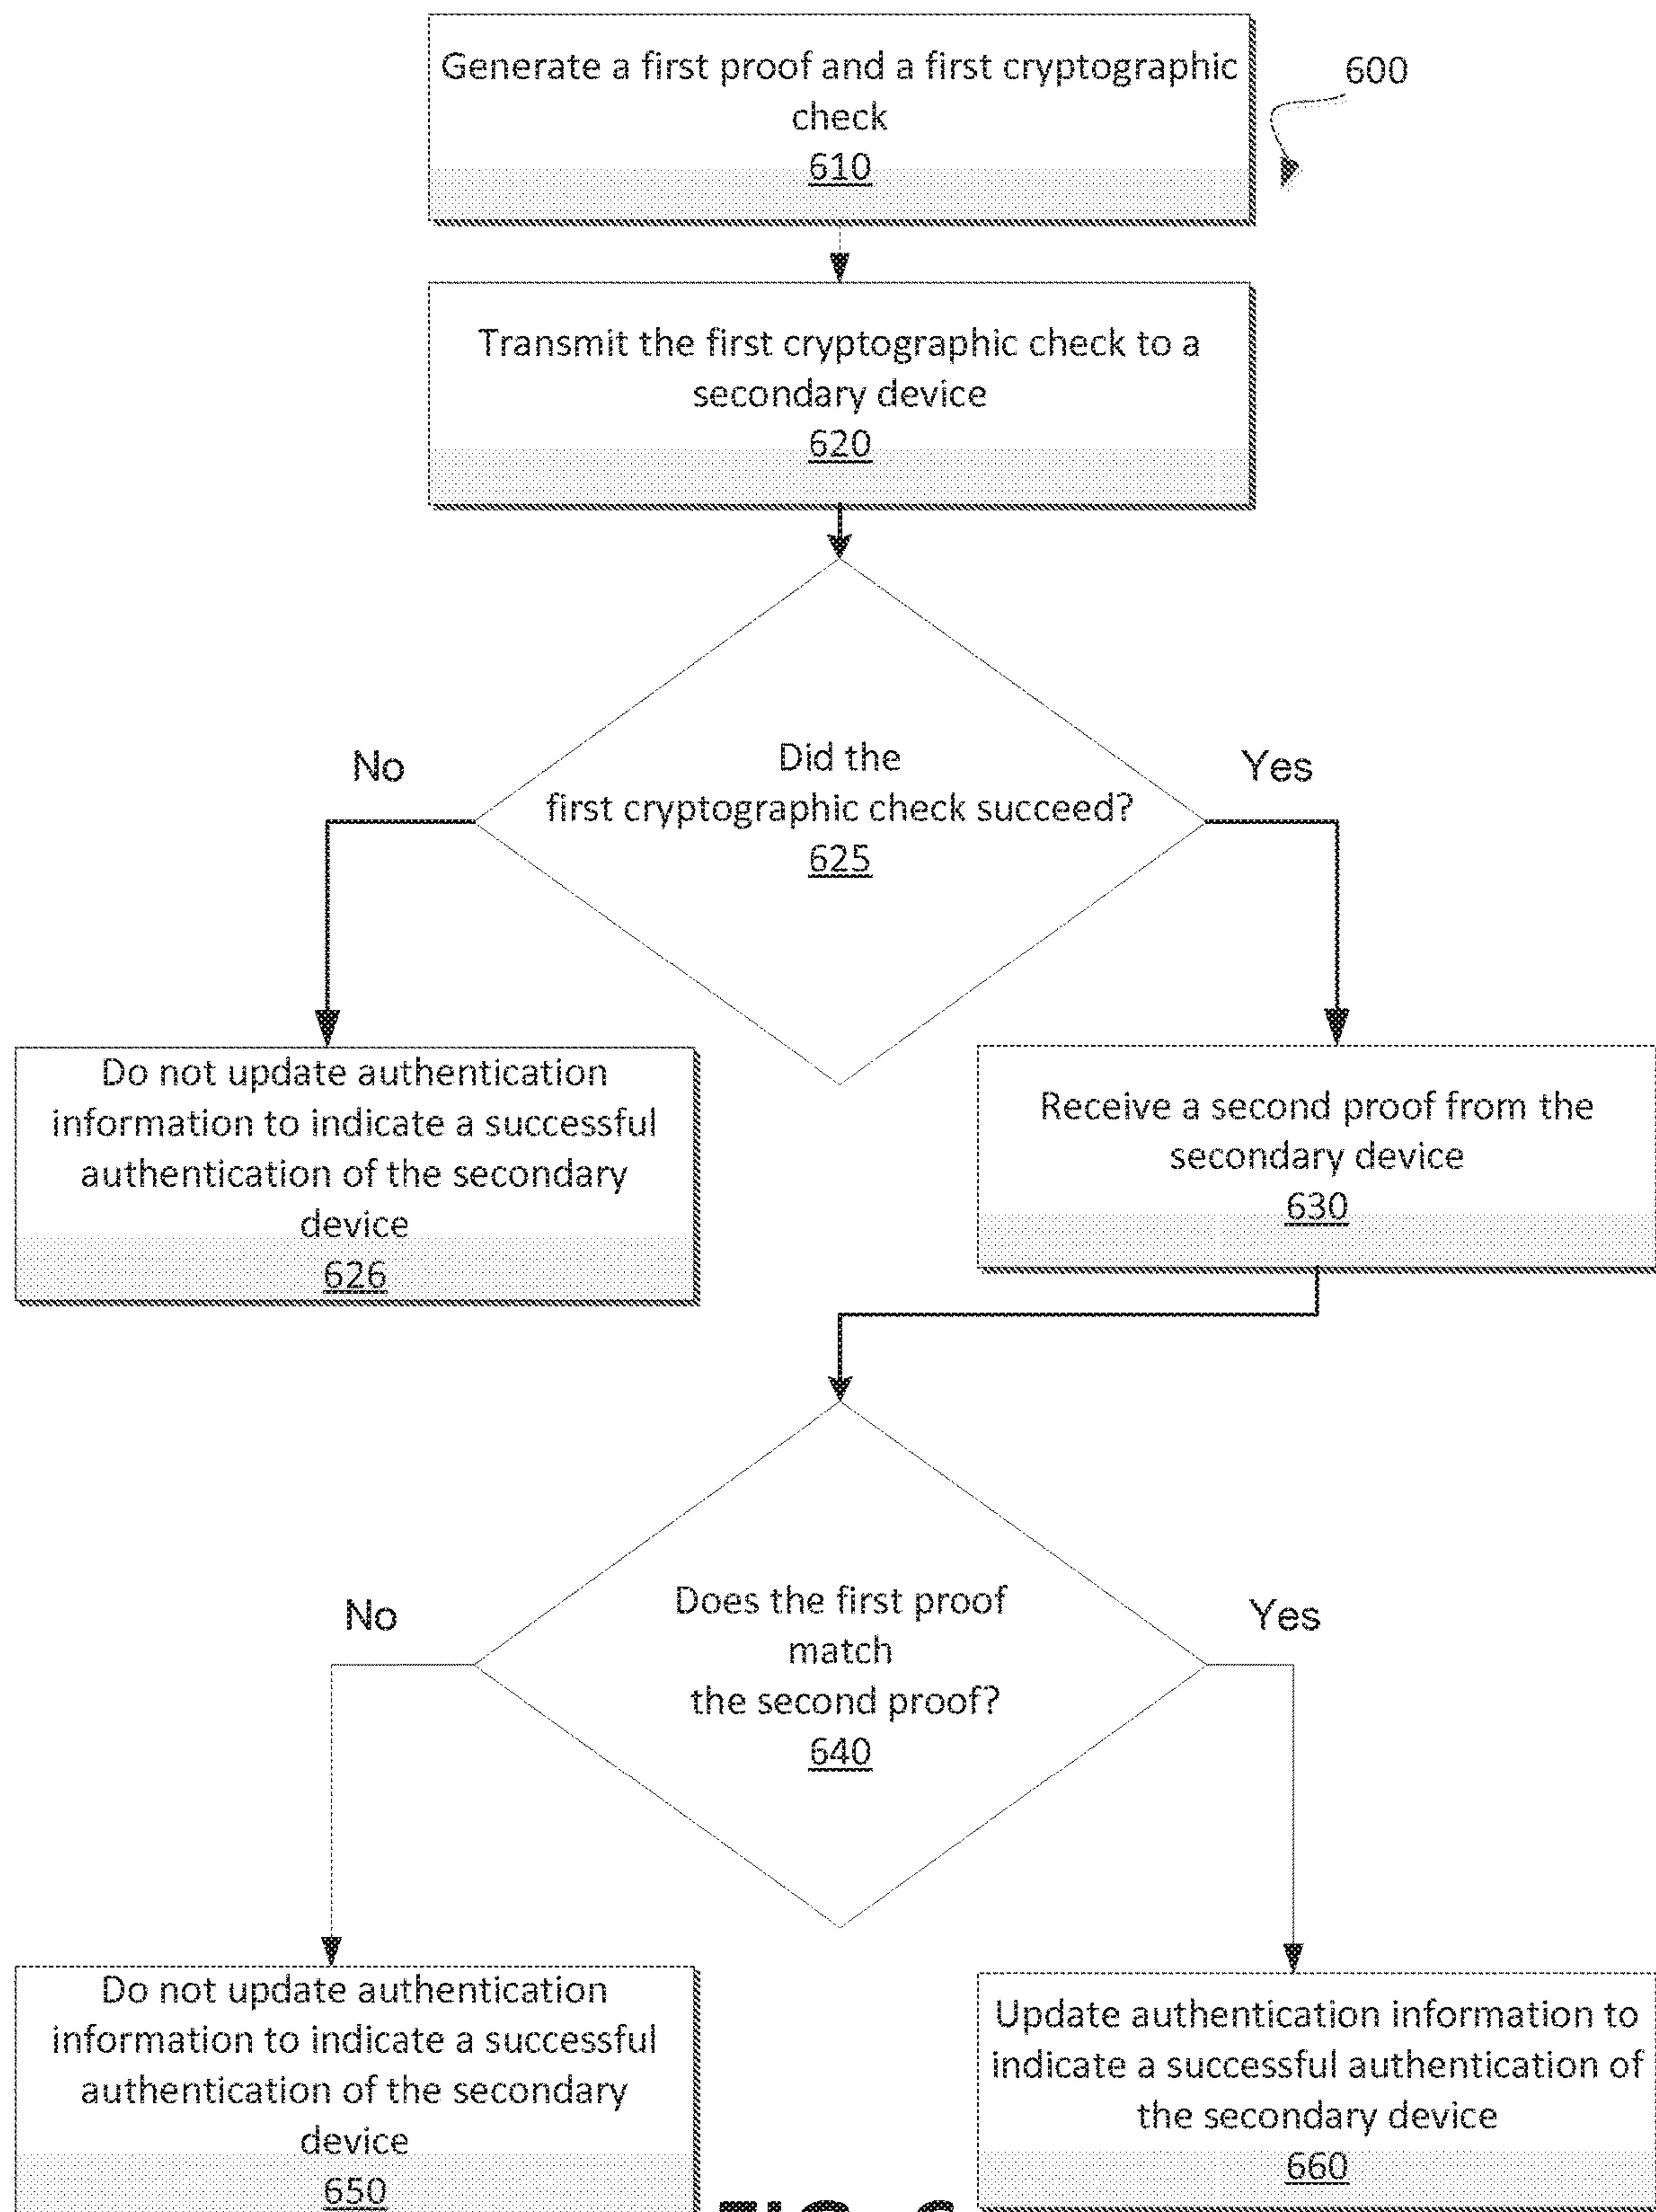 Generate a first proof and a first cryptographic
check
610
600
Transmit the first cryptographic check to a
secondary device
620
No
Yes
Did the
first cryptographic check succeed?
625
Do not update authentication
information to indicate a successful
authentication of the secondary
device
626
Receive a second proof from the
secondary device
630
No
Yes
Does the first proof
match
the second proof?
640
Do not update authentication
information to indicate a successful
authentication of the secondary
device
650
Update authentication information to
indicate a successful authentication of
the secondary device
660